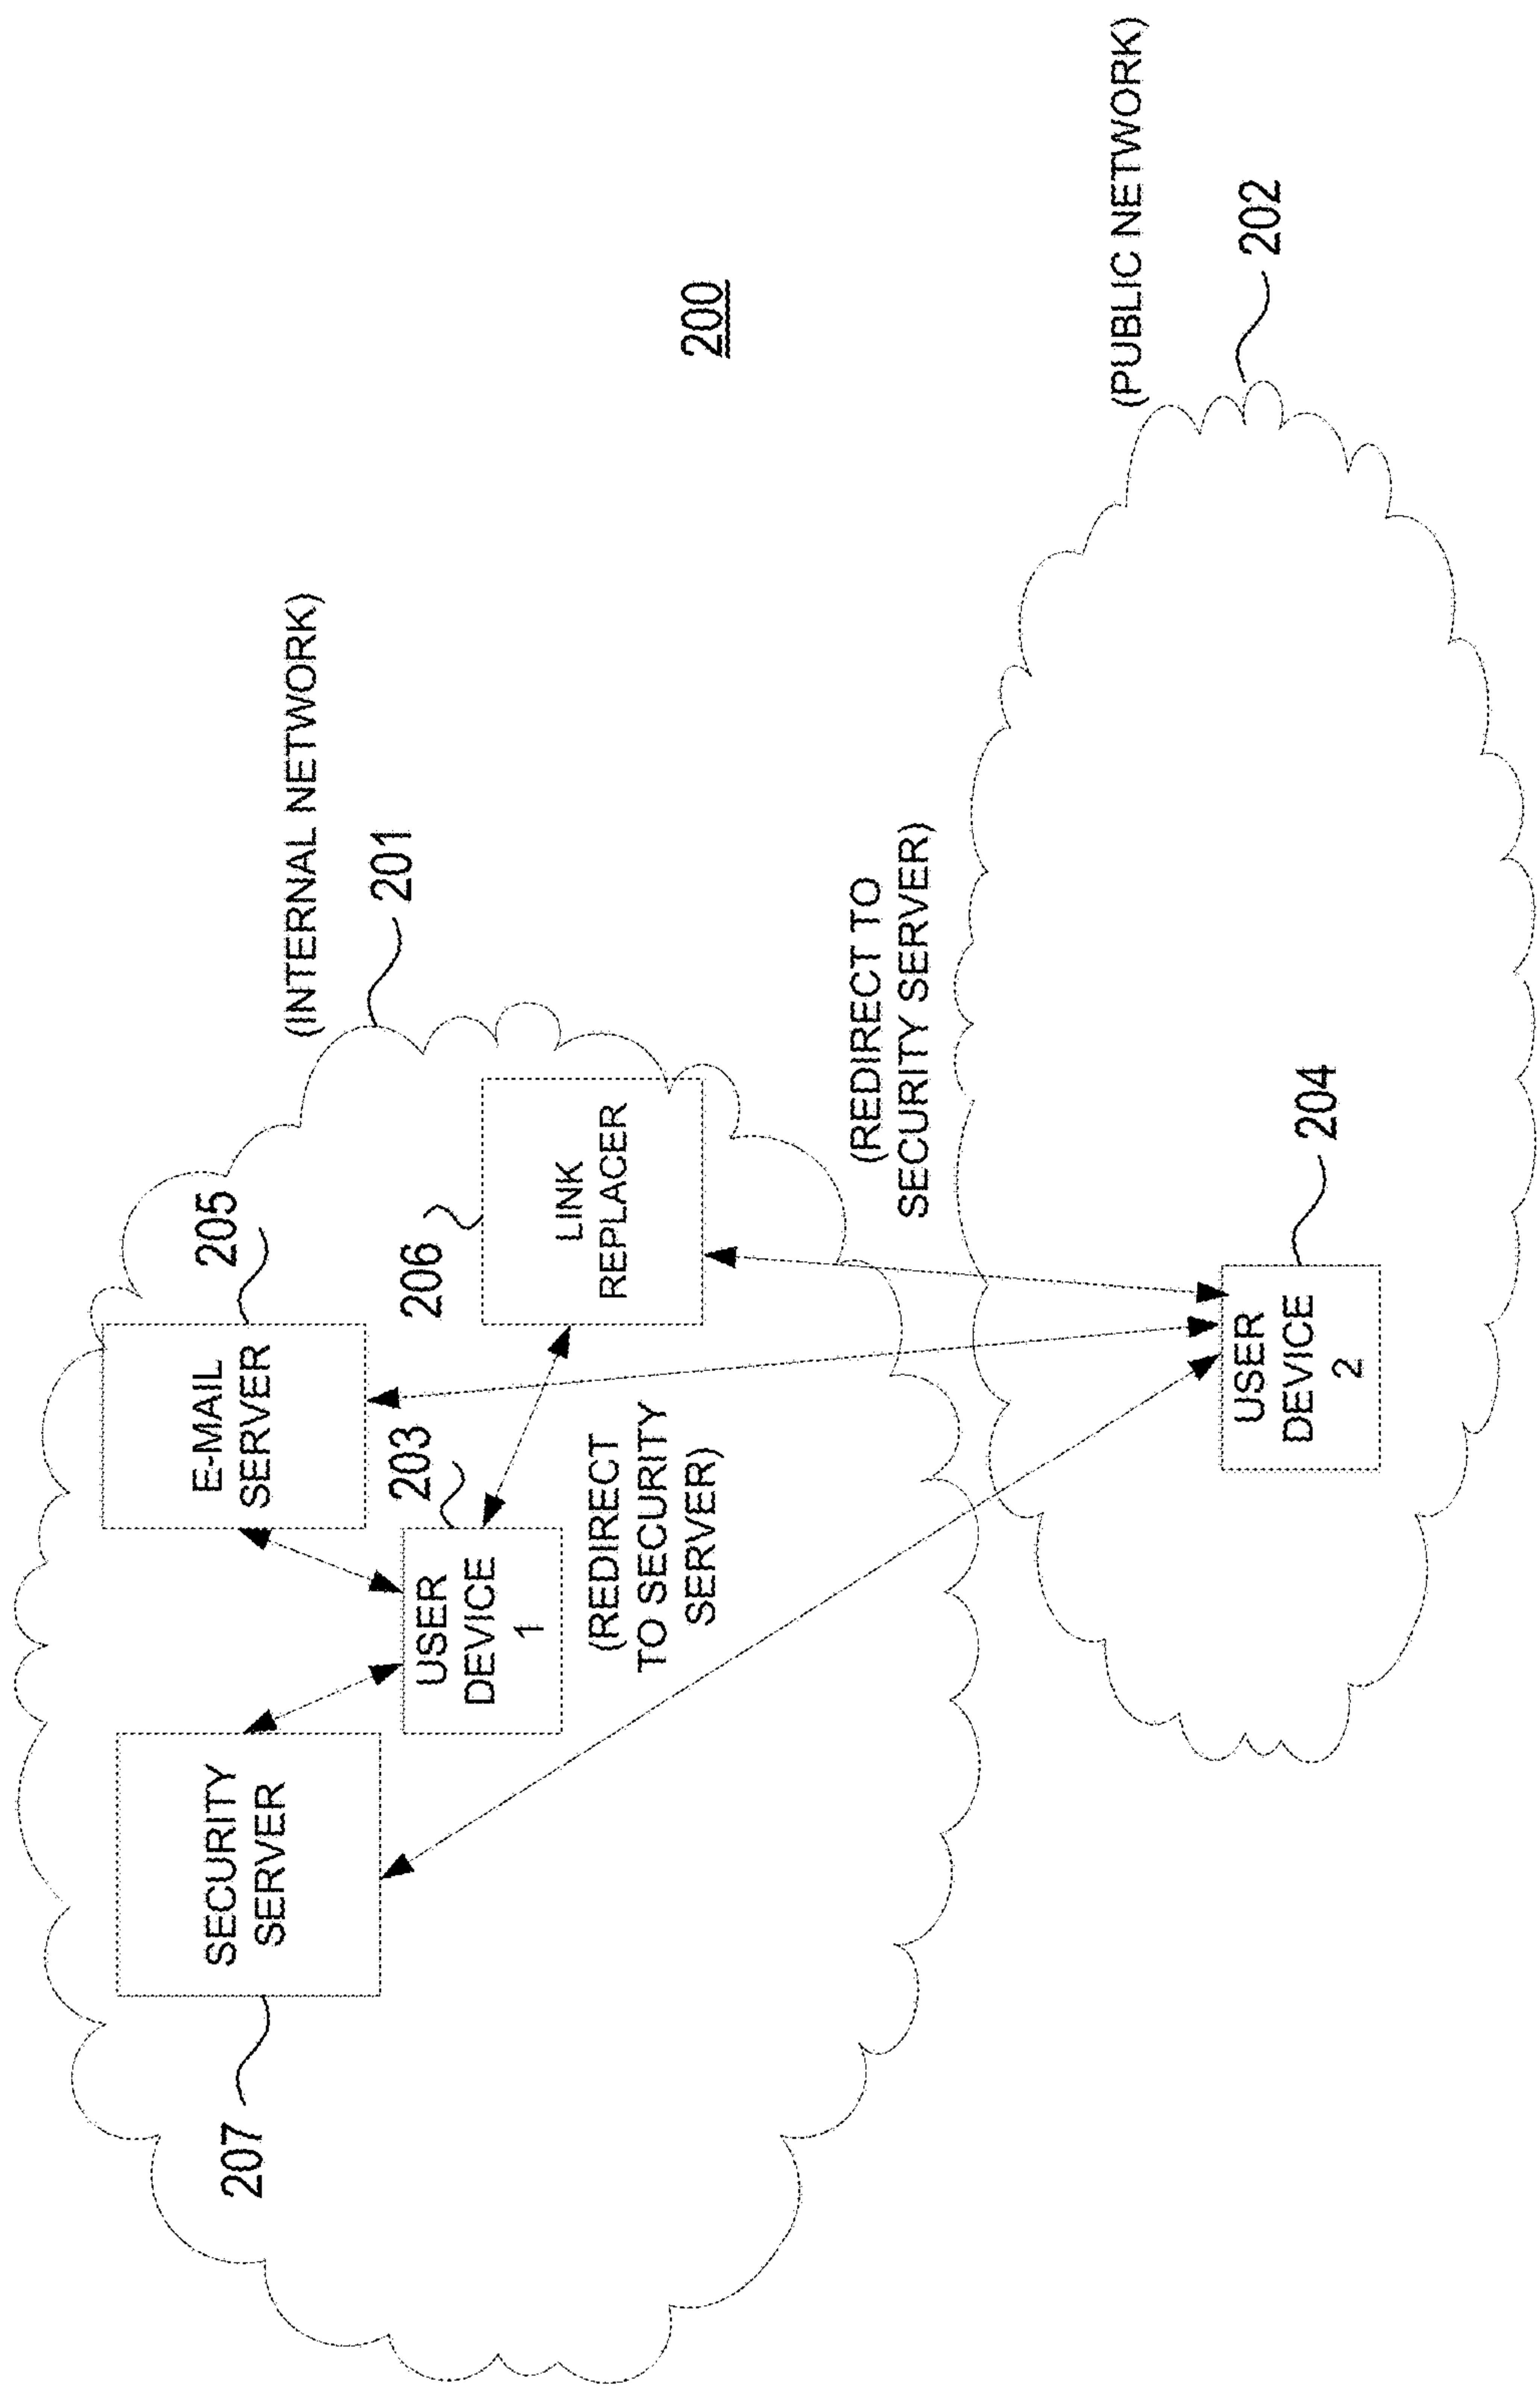 (INTERNAL NETWORK)
201
205
E-MAIL
SERVER
207
SECURITY
SERVER
203
USER
DEVICE
1
206
LINK
REPLACER
(REDIRECT
TO SECURITY
SERVER)
200
(REDIRECT TO
SECURITY SERVER)
(PUBLIC NETWORK)
202
204
USER
DEVICE
2